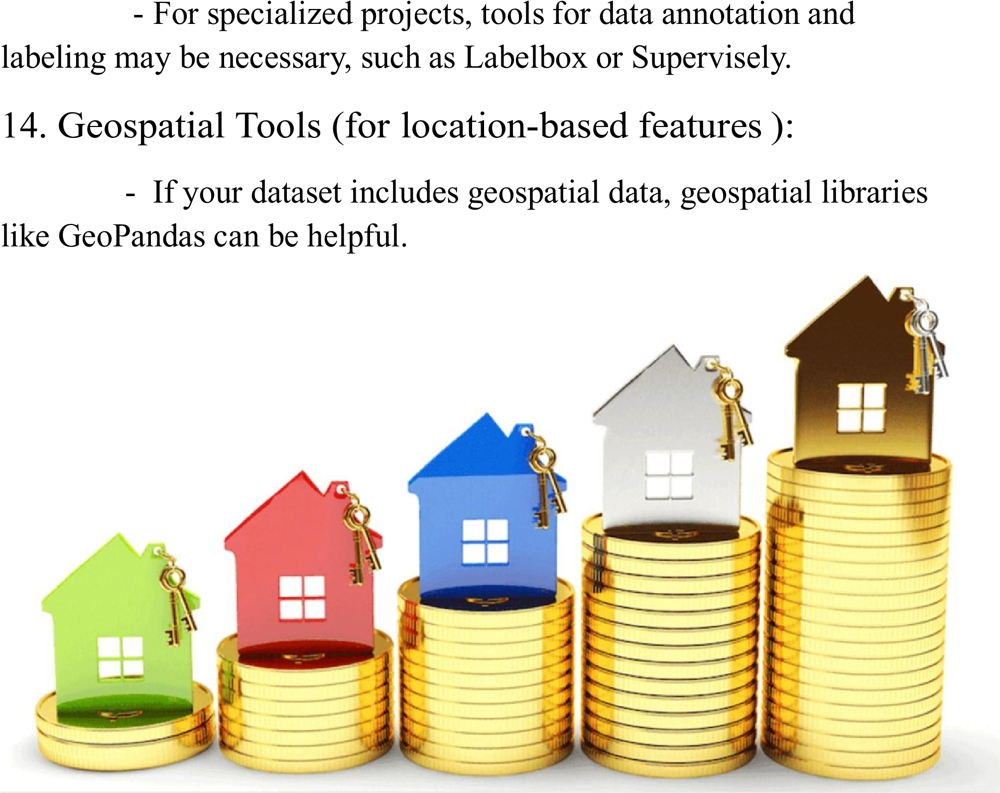 - For specialized projects, tools for data annotation and
labeling may be necessary, such as Labelbox or Supervisely.
14. Geospatial Tools (for location-based features ):
- If your dataset includes geospatial data, geospatial libraries
like GeoPandas can be helpful.